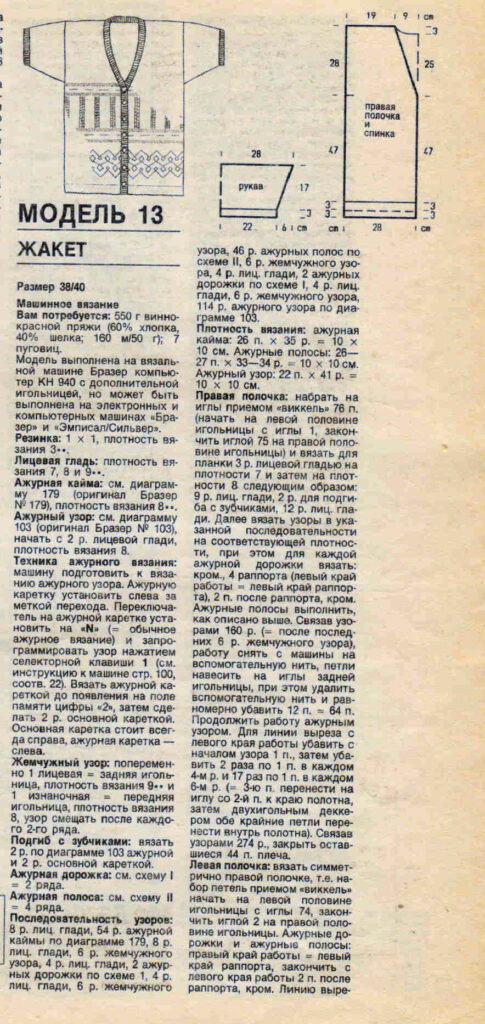 19
9
cm
3
28
25
правая
полочка
и
спинка
47
47
3
3
28
cm
28
рукав
17
3
3
22
6
cm
МОДЕЛЬ 13
ЖАКЕТ
Размер 38/40
Машинное вязание
Вам потребуется: 550 г винно-
красной пряжи (60% хлопка,
40% шелка; 160 м/50 г); 7
пуговиц.
Модель выполнена на вязаль-
ной машине Бразер компью-
тер KH 940 с дополнительной
игольницей, но может быть
выполнена на электронных и
компьютерных машинах «Бра-
зер» и «Эмписал/Сильвер».
Резинка: 1 × 1, плотность вя-
зания 3••.
Лицевая гладь: плотность вя-
зания 7, 8 и 9••.
Ажурная кайма: см. диаграм-
му 179 (оригинал Бразер
№ 179), плотность вязания 8••.
Ажурный узор: см. диаграмму
103 (оригинал Бразер № 103),
начать с 2 р. лицевой глади,
плотность вязания 8.
Техника ажурного вязания:
машину подготовить к вяза-
нию ажурного узора. Ажурную
каретку установить слева за
меткой перехода. Переключа-
тель на ажурной каретке уста-
новить на «N» (= обычное
ажурное вязание) и запро-
граммировать узор нажатием
селекторной клавиши 1 (см.
инструкцию к машине стр. 100,
соотв. 22). Вязать ажурной ка-
реткой до появления на поле
памяти цифры «2», затем сде-
лать 2 р. основной кареткой.
Основная каретка стоит всег-
да справа, ажурная каретка —
слева.
Жемчужный узор: поперемен-
но 1 лицевая = задняя иголь-
ница, плотность вязания 9•• и
1 изнаночная = передняя
игольница, плотность вязания
8, узор смещать после каждо-
го 2-го ряда.
Подгиб с зубчиками: вязать
2 р. по диаграмме 103 ажурной
и 2 р. основной кареткой.
Ажурная дорожка: см. схему I
= 2 ряда.
Ажурная полоса: см. схему II
= 4 ряда.
Последовательность узоров:
8 р. лиц. глади, 54 р. ажурной
каймы по диаграмме 179, 8 р.
лиц. глади, 6 р. жемчужного
узора, 4 р. лиц. глади, 2 ажур-
ных дорожки по схеме 1, 4 р.
лиц. глади, 6 р. жемчужного
узора, 46 р. ажурных полос по
схеме II, 6 р. жемчужного узо-
ра, 4 р. лиц. глади, 2 ажурных
дорожки по схеме I, 4 р. лиц.
глади, 6 р. жемчужного узора,
114 р. ажурного узора по диа-
грамме 103.
Плотность вязания: ажурная
кайма: 26 п. × 35 р. = 10 ×
10 см. Ажурные полосы: 26—
27 п. × 33—34 р. = 10 × 10 см.
Ажурный узор: 22 п. × 41 р. =
10 × 10 см.
Правая полочка: набрать на
иглы приемом «виккель» 76 п.
(начать на левой половине
игольницы с иглы 1, закон-
чить иглой 75 на правой поло-
вине игольницы) и вязать для
планки 3 р. лицевой гладью на
плотности 7 и затем на плот-
ности 8 следующим образом:
9 р. лиц. глади, 2 р. для подги-
ба с зубчиками, 12 р. лиц. гла-
ди. Далее вязать узоры в ука-
занной последовательности
на соответствующей плотнос-
ти, при этом для каждой
ажурной дорожки вязать:
кром., 4 раппорта (левый край
работы = левый край раппор-
та), 2 п. после раппорта, кром.
Ажурные полосы выполнить,
как описано выше. Связав узо-
рами 160 р. (= после послед-
них 6 р. жемчужного узора),
работу снять с машины на
вспомогательную нить, петли
навесить на иглы задней
игольницы, при этом удалить
вспомогательную нить и рав-
номерно убавить 12 п. = 64 п.
Продолжить работу ажурным
узором. Для линии выреза с
левого края работы убавить с
началом узора 1 п., затем уба-
вить 2 раза по 1 п. в каждом
4-м р. и 17 раз по 1 п. в каждом
6-м р. (= 3-ю п. перенести на
иглу со 2-й п. к краю полотна,
затем двухигольным декке-
ром обе крайние петли пере-
нести внутрь полотна). Связав
узорами 274 р., закрыть остав-
шиеся 44 п. плеча.
Левая полочка: вязать симмет-
рично правой полочке, т.е. на-
бор петель приемом «виккель»
начать на левой половине
игольницы с иглы 74, закон-
чить иглой 2 на правой поло-
вине игольницы. Ажурные до-
рожки и ажурные полосы:
правый край работы = левый
край раппорта, закончить с
левого края работы 2 п. после
раппорта, кром. Линию выре-